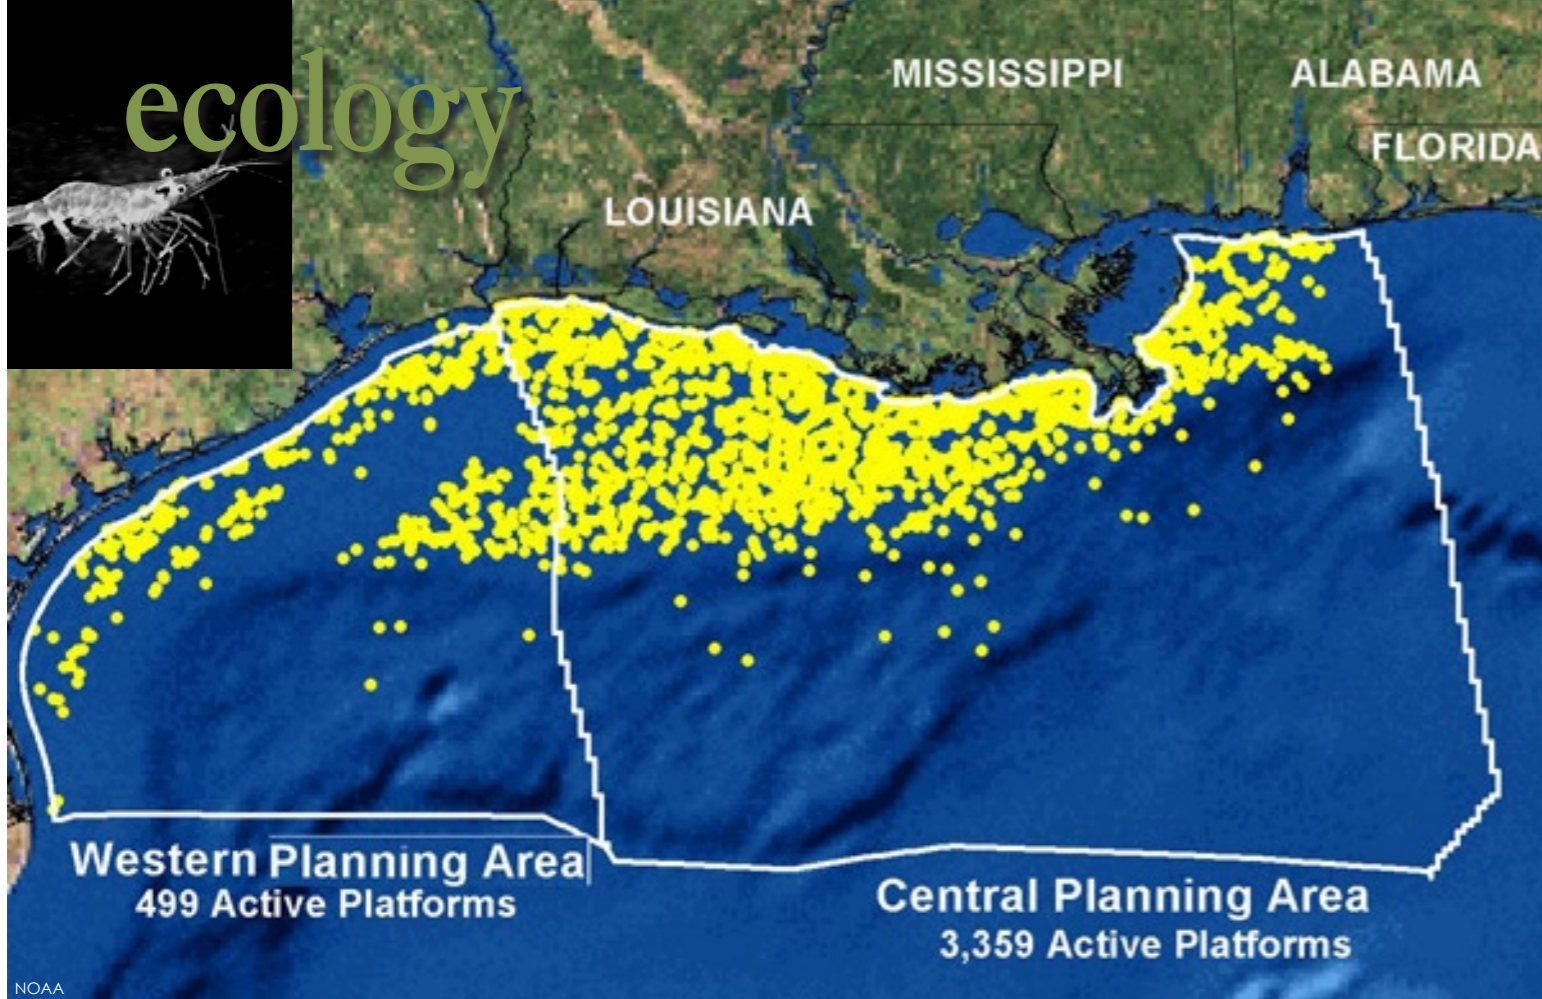 ecology
MISSISSIPPI
ALABAMA
FLORIDA
LOUISIANA
Western Planning Area
499 Active Platforms
Central Planning Area
3,359 Active Platforms
NOAA